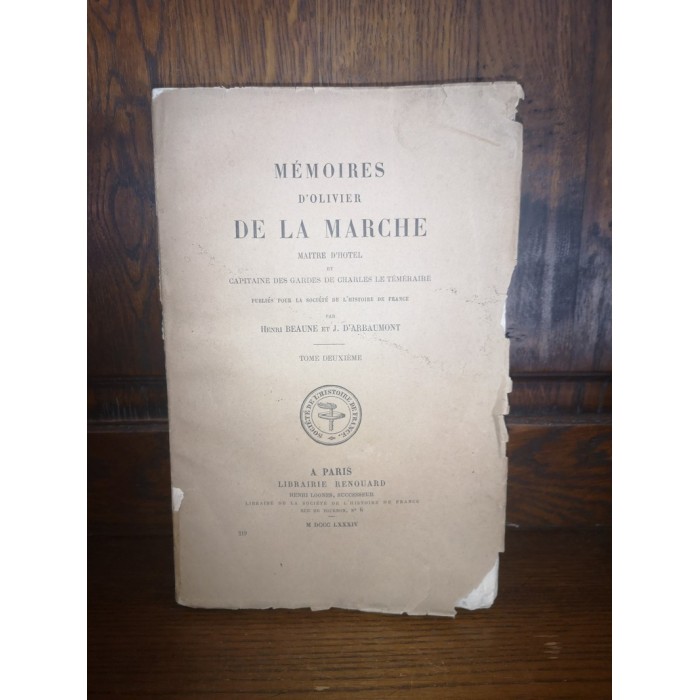 MÉMOIRES
D'OLIVIER
DE LA MARCHE
MAITRE D'HOTEL
ET
CAPITAINE DES GARDES DE CHARLES LE TÉMÉRAIRE
PUBLIÉS POUR LA SOCIÉTÉ DE L'HISTOIRE DE FRANCE
PAR
HENRI BEAUNE ET J. D'ARBAUMONT
TOME DEUXIÈME
SOCIÉTÉ DE L'HISTOIRE DE FRANCE
A PARIS
LIBRAIRIE RENOUARD
HENRI LOONES, SUCCESSEUR
LIBRAIRE DE LA SOCIÉTÉ DE L'HISTOIRE DE FRANCE
RUE DE TOURNON, N° 6
M DCCC LXXXIV